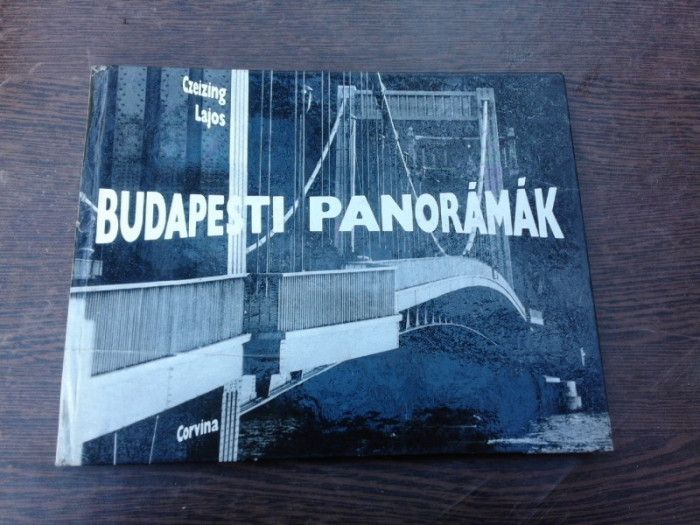 Czeizing
Lajos
BUDAPESTI PANORÁMÁK
Corvina